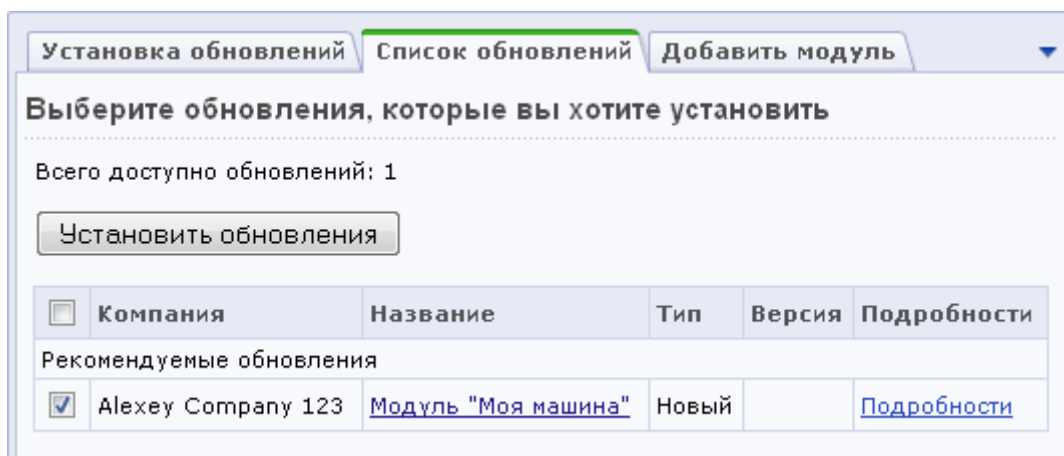 Установка обновлений Список обновлений Добавить модуль
Выберите обновления, которые вы хотите установить
Всего доступно обновлений: 1
Установить обновления
Компания Название Тип Версия Подробности
Рекомендуемые обновления
Alexey Company 123 Модуль "Моя машина" Новый Подробности